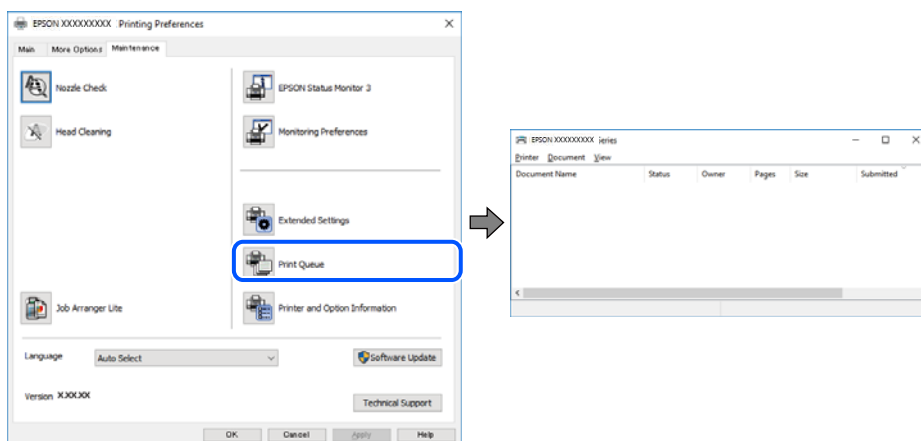 EPSON XXXXXXXXX Printing Preferences
Main More Options Maintenance
Nozzle Check
Head Cleaning
Job Arranger Lite
EPSON Status Monitor 3
Monitoring Preferences
Extended Settings
Print Queue
Printer and Option Information
Language Auto Select Software Update
Version X.XX.XX
Technical Support
OK Cancel Apply Help
EPSON XXXXXXXXX ieries
Printer Document View
Document Name Status Owner Pages Size Submitted